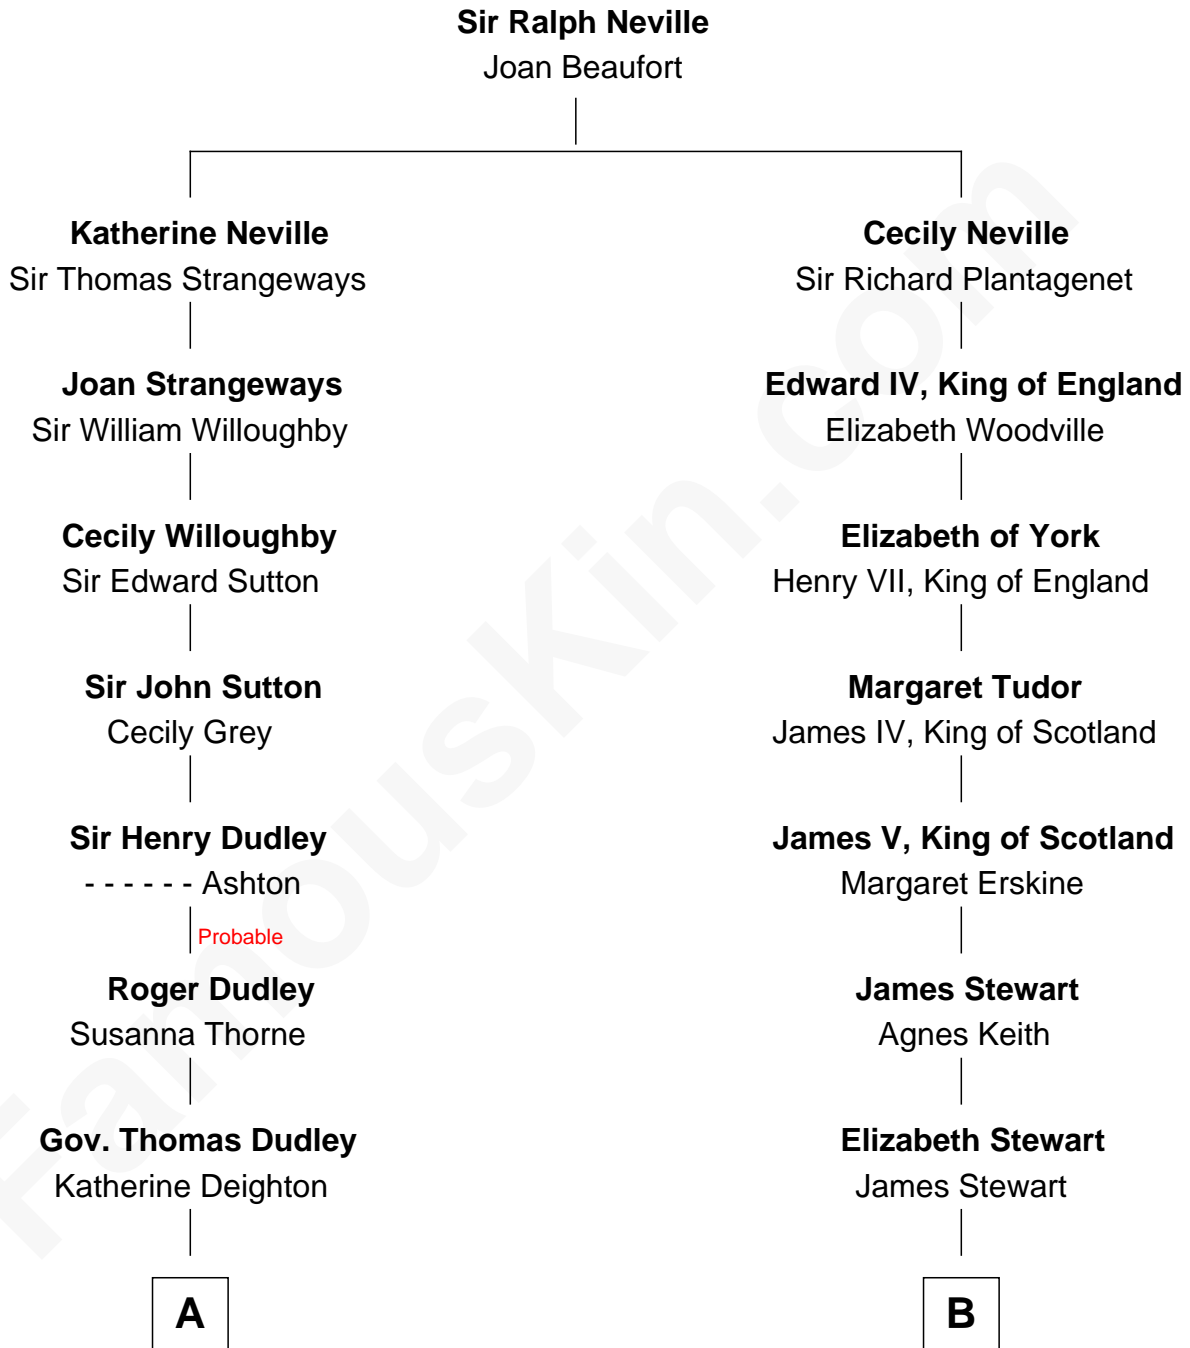 Sir Ralph Neville
Joan Beaufort
Katherine Neville
Sir Thomas Strangeways
Cecily Neville
Sir Richard Plantagenet
Joan Strangeways
Sir William Willoughby
Edward IV, King of England
Elizabeth Woodville
Cecily Willoughby
Sir Edward Sutton
Elizabeth of York
Henry VII, King of England
Sir John Sutton
Cecily Grey
Margaret Tudor
James IV, King of Scotland
Sir Henry Dudley
- - - - - - Ashton
Probable
James V, King of Scotland
Margaret Erskine
Roger Dudley
Susanna Thorne
James Stewart
Agnes Keith
Gov. Thomas Dudley
Katherine Deighton
Elizabeth Stewart
James Stewart
A
B
FamousKin.com